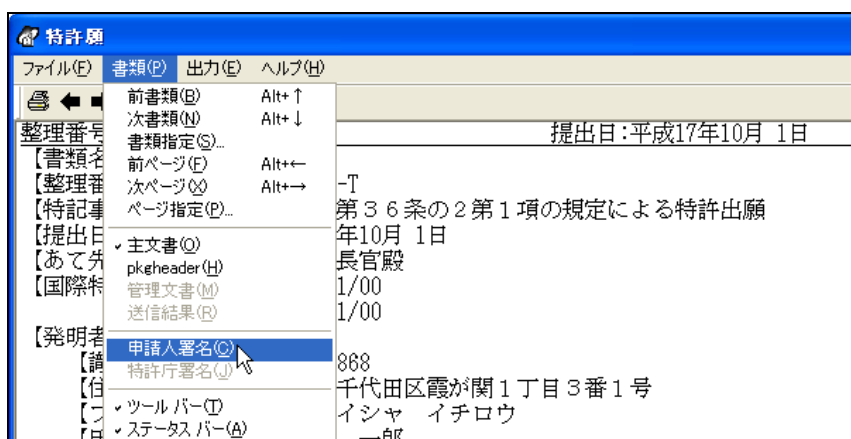 特許願
ファイル(F) 書類(P) 出力(E) ヘルプ(H)
前書類(B) Alt+↑
次書類(N) Alt+↓
書類指定(S)...
前ページ(F) Alt+←
次ページ(X) Alt+→
ページ指定(P)...
✓主文書(O)
pkgheader(H)
管理文書(M)
送信結果(R)
申請人署名(C)
特許庁署名(J)
✓ツール バー(T)
✓ステータス バー(A)
整理番号 提出日:平成17年10月 1日
【書類名
【整理番 -T
【特記事 第36条の2第1項の規定による特許出願
【提出日 年10月 1日
【あて先 長官殿
【国際特 1/00
1/00
【発明者
【識 868
【住 千代田区霞が関1丁目3番1号
【フ イシャ イチロウ
一郎